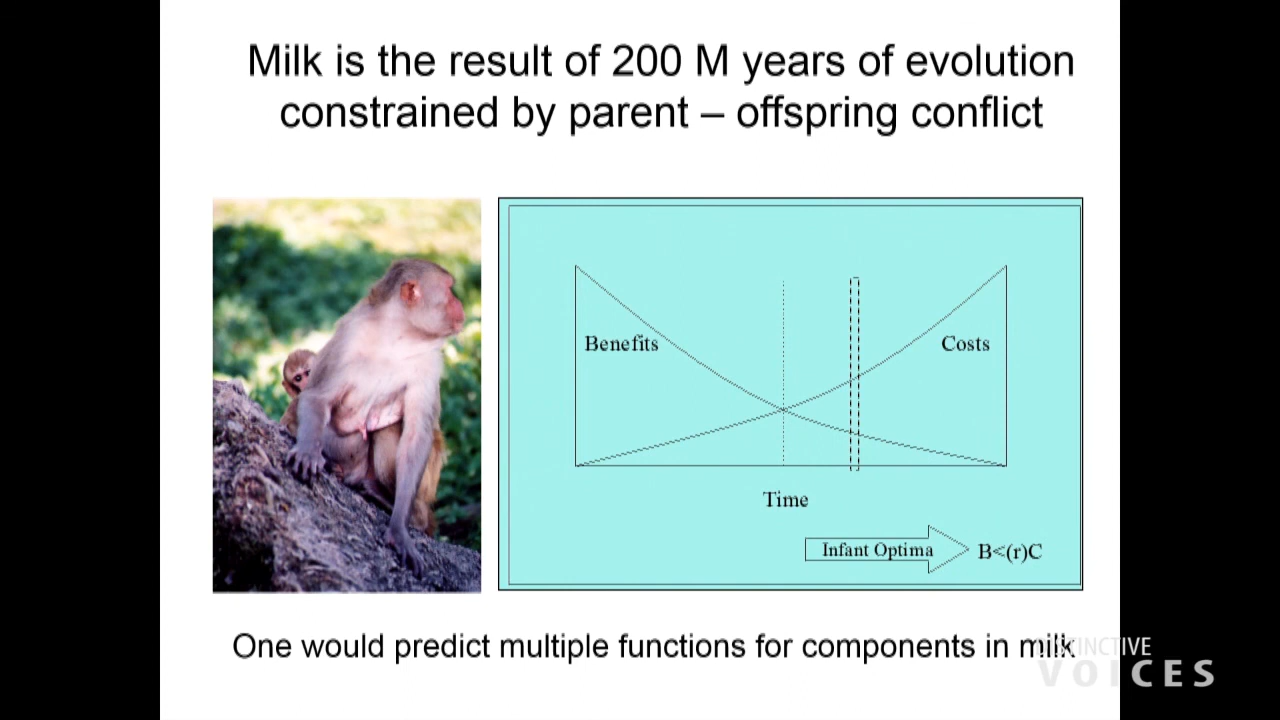 Milk is the result of 200 M years of evolution
constrained by parent – offspring conflict
Benefits
Costs
Time
Infant Optima
B<(r)C
One would predict multiple functions for components in milk
DISTINCTIVE
VOICES